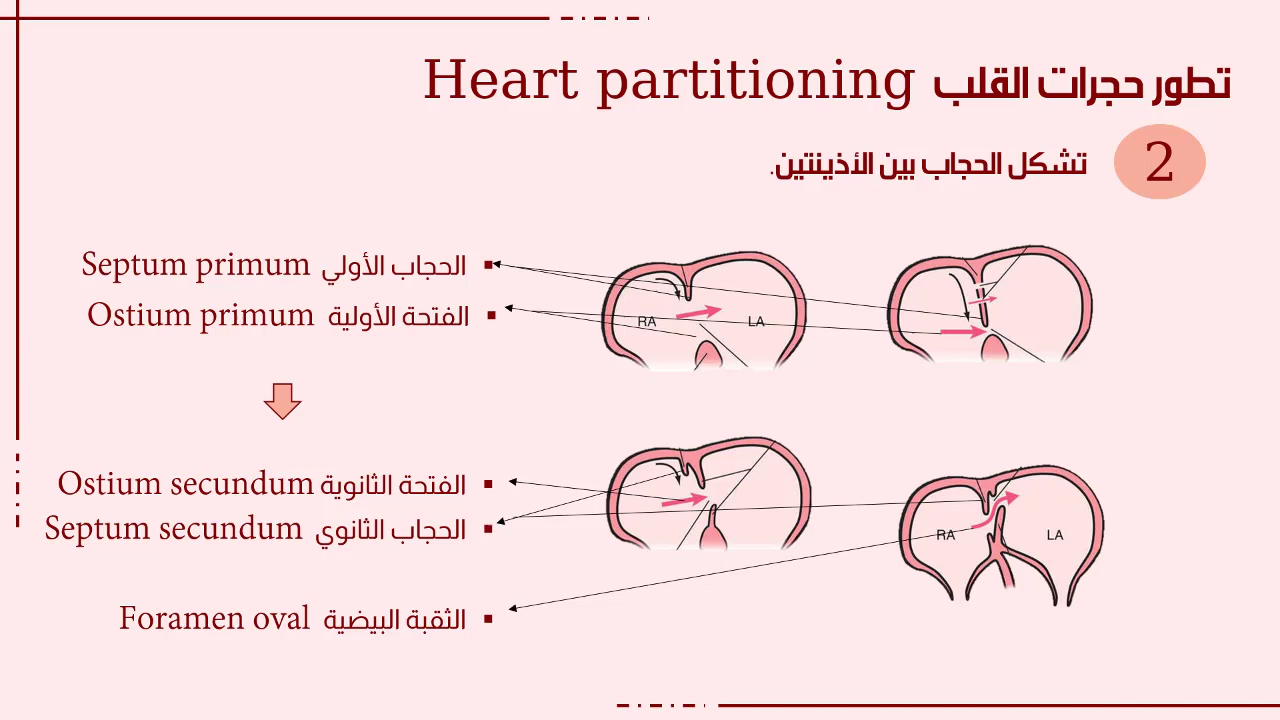 تطور حجرات القلب Heart partitioning
2
تشكل الحجاب بين الأذينتين.
▪ الحجاب الأولي Septum primum
▪ الفتحة الأولية Ostium primum
RA
LA
▪ الفتحة الثانوية Ostium secundum
▪ الحجاب الثانوي Septum secundum
RA
LA
▪ الثقبة البيضية Foramen oval